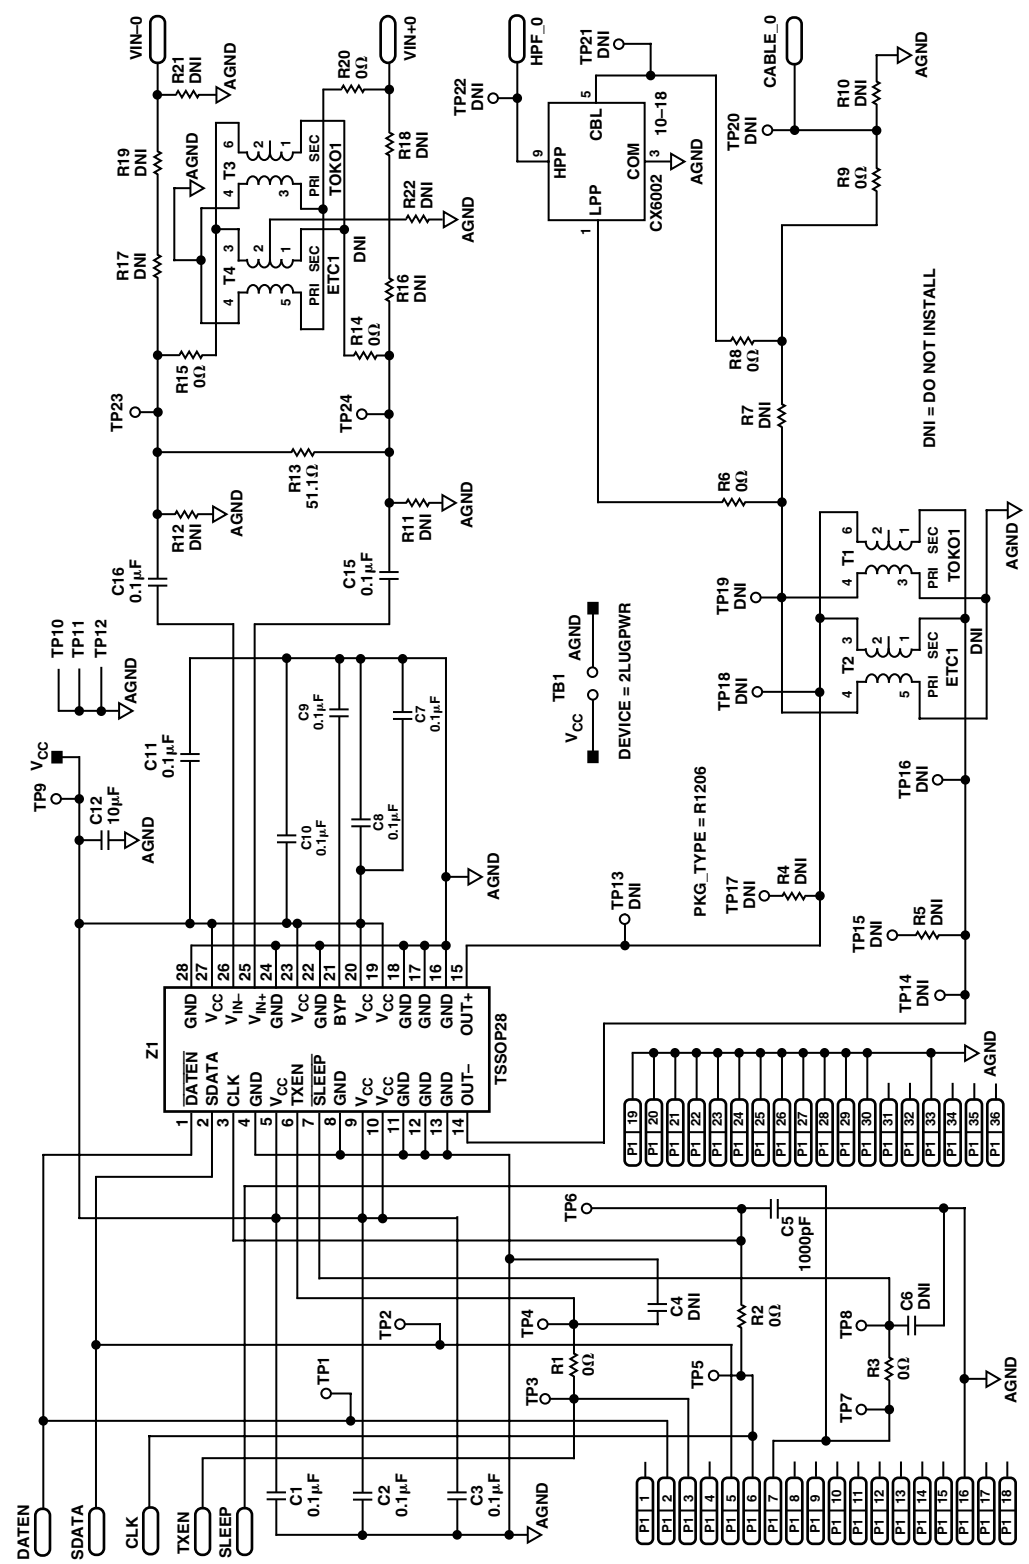 VIN–0
R21
DNI
AGND
R19
DNI
R17
DNI
AGND
T3
6
2
1
4
3
PRI SEC
TOKO1
T4
3
2
1
4
5
PRI SEC
ETC1
DNI
R20
0Ω
VIN+0
R18
DNI
R22
DNI
AGND
R16
DNI
R14
0Ω
R15
0Ω
TP23
TP24
R13
51.1Ω
R12
DNI
AGND
R11
DNI
AGND
C16
0.1µF
C15
0.1µF
HPF_0
TP22
DNI
TP21
DNI
9
HPP
5
CBL
10–18
LPP
1
COM
3
CX6002
AGND
CABLE_0
TP20
DNI
R10
DNI
AGND
R9
0Ω
R8
0Ω
R7
DNI
R6
0Ω
DNI = DO NOT INSTALL
TP10
TP11
TP12
AGND
VCC
TP9
C12
10µF
AGND
C11
0.1µF
C9
0.1µF
C10
0.1µF
C7
0.1µF
C8
0.1µF
AGND
TB1
VCC
AGND
DEVICE = 2LUGPWR
TP19
DNI
TP18
DNI
T1
6
2
1
4
3
PRI SEC
TOKO1
AGND
T2
3
2
1
4
5
PRI SEC
ETC1
DNI
TP16
DNI
PKG_TYPE = R1206
TP17
DNI
R4
DNI
TP13
DNI
TP15
DNI
R5
DNI
TP14
DNI
Z1
TSSOP28
1 DATEN GND 28
2 SDATA VCC 27
3 CLK VIN– 26
4 GND VIN+ 25
5 VCC GND 24
6 TXEN VCC 23
7 SLEEP GND 22
8 GND BYP 21
9 VCC VCC 20
10 VCC VCC 19
11 GND GND 18
12 GND GND 17
13 GND GND 16
14 OUT– OUT+ 15
P1 19
P1 20
P1 21
P1 22
P1 23
P1 24
P1 25
P1 26
P1 27
P1 28
P1 29
P1 30
P1 31
P1 32
P1 33
P1 34
P1 35
P1 36
AGND
TP6
C5
1000pF
TP2
TP1
TP4
TP3
R1
0Ω
C4
DNI
TP5
R2
0Ω
TP8
C6
DNI
TP7
R3
0Ω
AGND
DATEN
SDATA
CLK
TXEN
SLEEP
C1
0.1µF
C2
0.1µF
C3
0.1µF
AGND
P1 1
P1 2
P1 3
P1 4
P1 5
P1 6
P1 7
P1 8
P1 9
P1 10
P1 11
P1 12
P1 13
P1 14
P1 15
P1 16
P1 17
P1 18